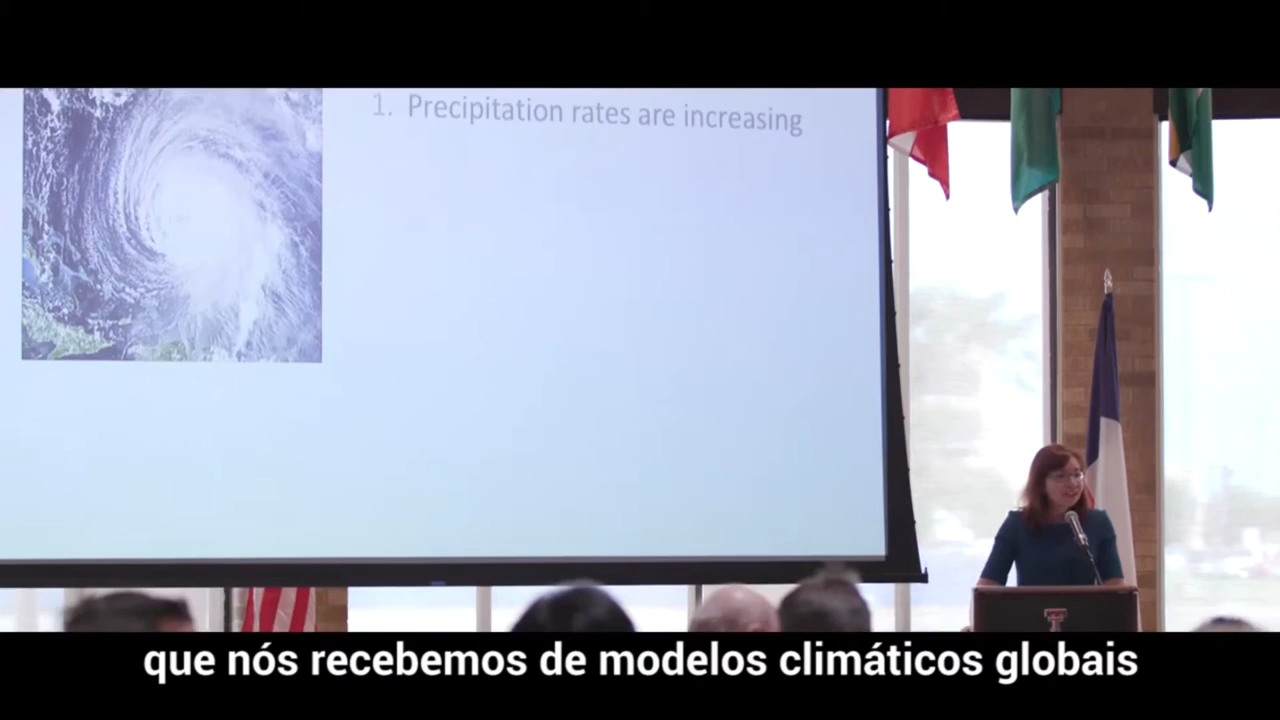 1. Precipitation rates are increasing
T
que nós recebemos de modelos climáticos globais